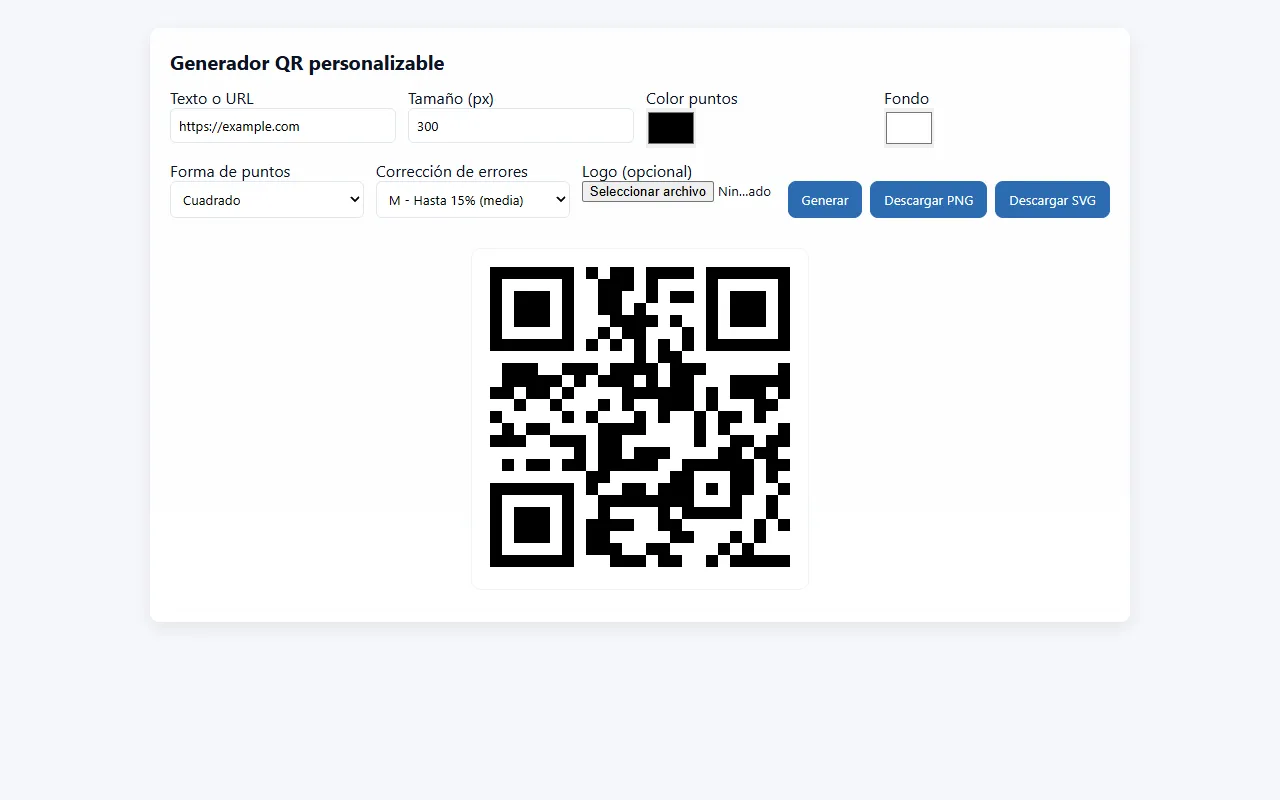 Generador QR personalizable
Texto o URL
Tamaño (px)
Color puntos
Fondo
https://example.com
300
Forma de puntos
Corrección de errores
Logo (opcional)
Cuadrado
M - Hasta 15% (media)
Seleccionar archivo
Nin...ado
Generar
Descargar PNG
Descargar SVG